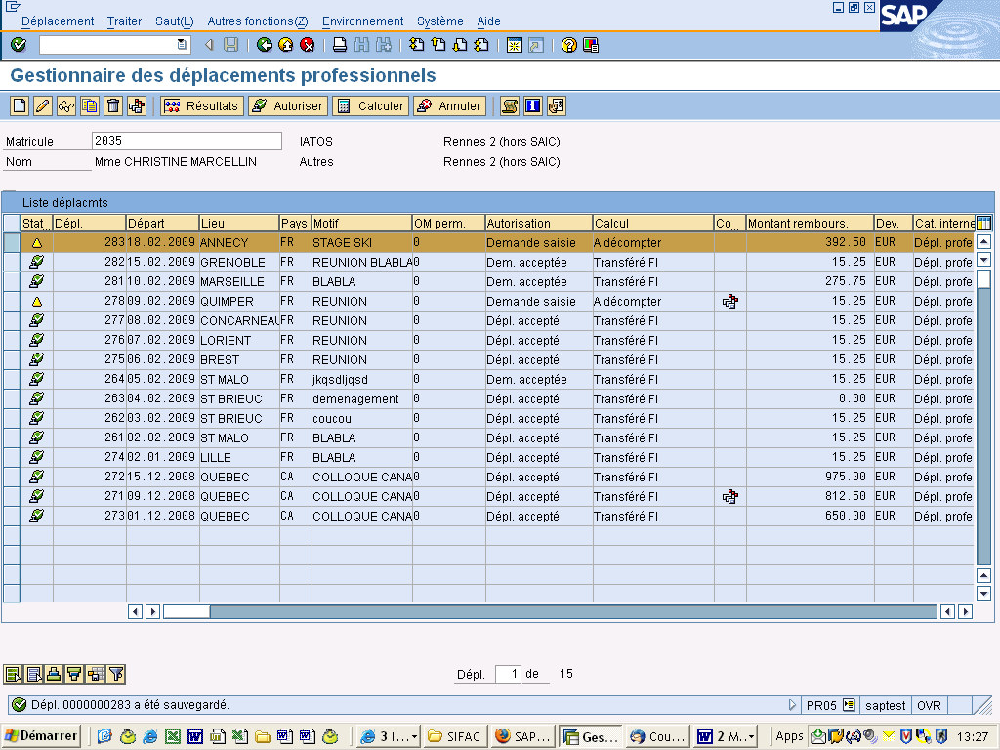 Déplacement Traiter Saut(L) Autres fonctions(Z) Environnement Système Aide
SAP
Gestionnaire des déplacements professionnels
Résultats Autoriser Calculer Annuler
Matricule 2035 IATOS Rennes 2 (hors SAIC)
Nom Mme CHRISTINE MARCELLIN Autres Rennes 2 (hors SAIC)
Liste déplacmts
Stat... Dépl. Départ Lieu Pays Motif OM perm. Autorisation Calcul Co... Montant rembours. Dev. Cat. interne
283 18.02.2009 ANNECY FR STAGE SKI 0 Demande saisie A décompter 392.50 EUR Dépl. profe
282 15.02.2009 GRENOBLE FR REUNION BLABLA 0 Dem. acceptée Transféré FI 15.25 EUR Dépl. profe
281 10.02.2009 MARSEILLE FR BLABLA 0 Dem. acceptée Transféré FI 275.75 EUR Dépl. profe
278 09.02.2009 QUIMPER FR REUNION 0 Demande saisie A décompter 15.25 EUR Dépl. profe
277 08.02.2009 CONCARNEAU FR REUNION 0 Dépl. accepté Transféré FI 15.25 EUR Dépl. profe
276 07.02.2009 LORIENT FR REUNION 0 Dépl. accepté Transféré FI 15.25 EUR Dépl. profe
275 06.02.2009 BREST FR REUNION 0 Dépl. accepté Transféré FI 15.25 EUR Dépl. profe
264 05.02.2009 ST MALO FR jkqsdljqsd 0 Dem. acceptée Transféré FI 15.25 EUR Dépl. profe
263 04.02.2009 ST BRIEUC FR demenagement 0 Dépl. accepté Transféré FI 0.00 EUR Dépl. profe
262 03.02.2009 ST BRIEUC FR coucou 0 Dépl. accepté Transféré FI 15.25 EUR Dépl. profe
261 02.02.2009 ST MALO FR BLABLA 0 Dépl. accepté Transféré FI 15.25 EUR Dépl. profe
274 02.01.2009 LILLE FR BLABLA 0 Dépl. accepté Transféré FI 15.25 EUR Dépl. profe
272 15.12.2008 QUEBEC CA COLLOQUE CANA 0 Dépl. accepté Transféré FI 975.00 EUR Dépl. profe
271 09.12.2008 QUEBEC CA COLLOQUE CANA 0 Dépl. accepté Transféré FI 812.50 EUR Dépl. profe
273 01.12.2008 QUEBEC CA COLLOQUE CANA 0 Dépl. accepté Transféré FI 650.00 EUR Dépl. profe
Dépl. 1 de 15
Dépl. 0000000283 a été sauvegardé. PR05 saptest OVR
Démarrer 3 I... SIFAC SAP... Ges... Cou... 2 M... Apps 13:27